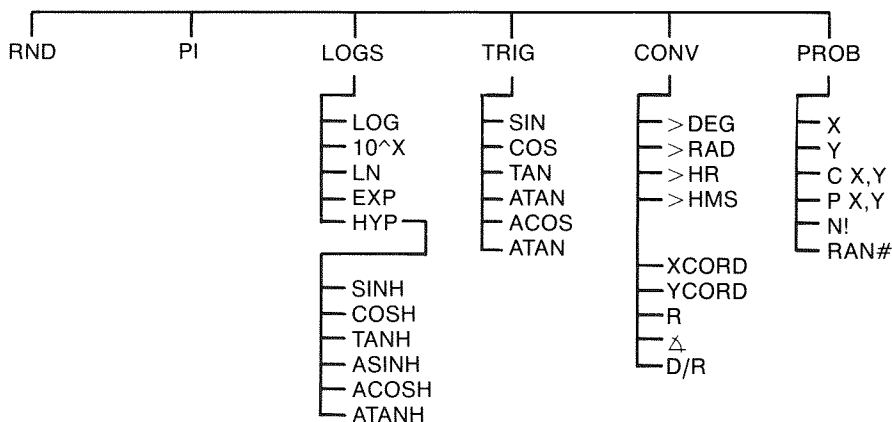 RND PI LOGS TRIG CONV PROB
LOG
10^X
LN
EXP
HYP
SINH
COSH
TANH
ASINH
ACOSH
ATANH
SIN
COS
TAN
ATAN
ACOS
ATAN
>DEG
>RAD
>HR
>HMS
XCORD
YCORD
R
∡
D/R
X
Y
C X,Y
P X,Y
N!
RAN#